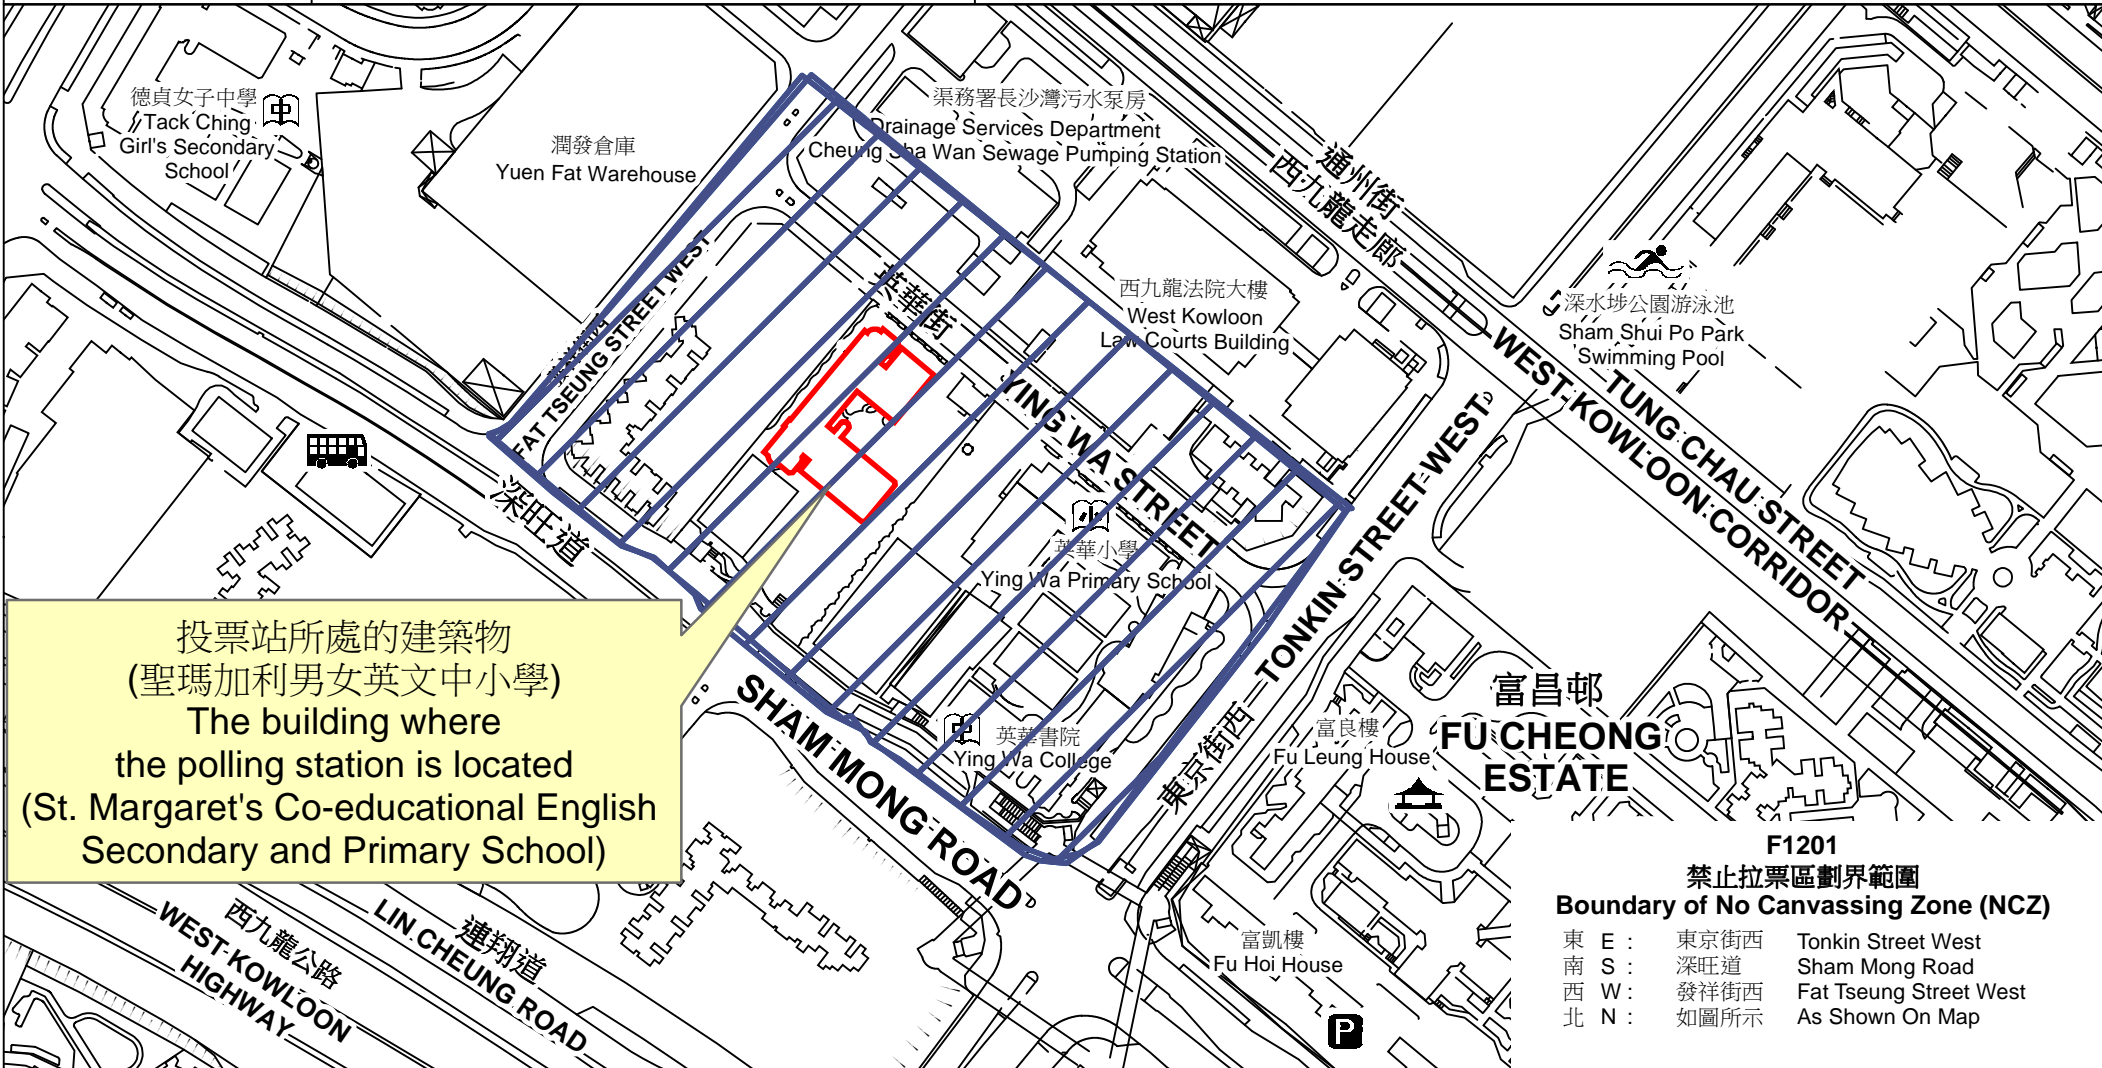 德貞女子中學
Tack Ching
Girl's Secondary
School
潤發倉庫
Yuen Fat Warehouse
渠務署長沙灣污水泵房
Drainage Services Department
Cheung Sha Wan Sewage Pumping Station
通州街
西九龍走廊
西九龍法院大樓
West Kowloon
Law Courts Building
深水埗公園游泳池
Sham Shui Po Park
Swimming Pool
FAT TSEUNG STREET WEST
英華街
YING WA STREET
WEST KOWLOON CORRIDOR
TUNG CHAU STREET
深旺道
SHAM MONG ROAD
英華小學
Ying Wa Primary School
英華書院
Ying Wa College
東京街西
TONKIN STREET WEST
富昌邨
FU CHEONG
ESTATE
富良樓
Fu Leung House
富凱樓
Fu Hoi House
P
投票站所處的建築物
(聖瑪加利男女英文中小學)
The building where
the polling station is located
(St. Margaret's Co-educational English
Secondary and Primary School)
西九龍公路
WEST KOWLOON
HIGHWAY
連翔道
LIN CHEUNG ROAD
F1201
禁止拉票區劃界範圍
Boundary of No Canvassing Zone (NCZ)
東 E : 東京街西 Tonkin Street West
南 S : 深旺道 Sham Mong Road
西 W : 發祥街西 Fat Tseung Street West
北 N : 如圖所示 As Shown On Map